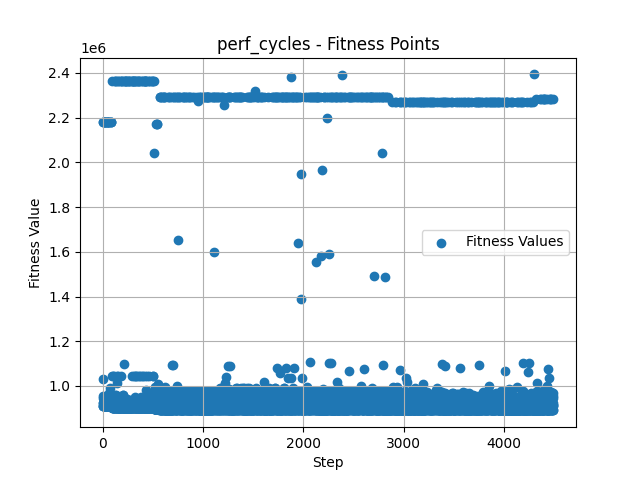 perf_cycles - Fitness Points
1e6
2.4
2.2
2.0
1.8
1.6
1.4
1.2
1.0
Fitness Value
Fitness Values
0 1000 2000 3000 4000
Step